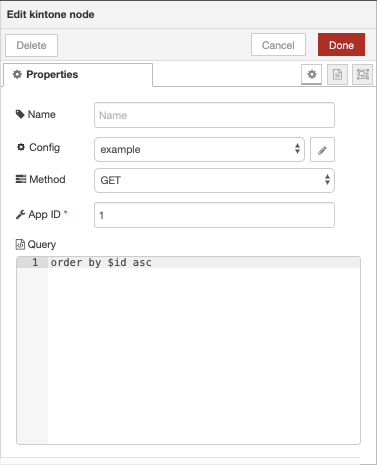 Edit kintone node
Delete
Cancel
Done
Properties
Name
Name
Config
example
Method
GET
App ID *
1
Query
1 order by $id asc